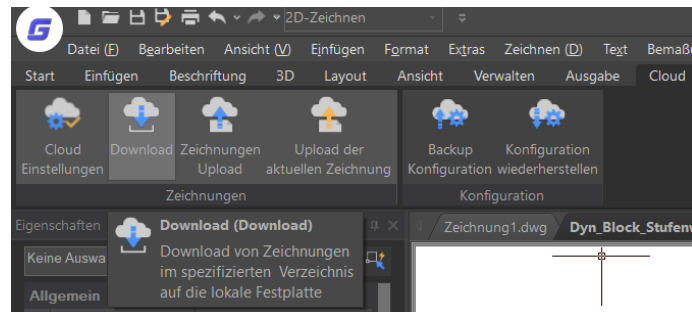 2D-Zeichnen
Datei (F) Bearbeiten Ansicht (V) Einfügen Format Extras Zeichnen (D) Text Bemaßu
Start Einfügen Beschriftung 3D Layout Ansicht Verwalten Ausgabe Cloud
Cloud Einstellungen
Download
Zeichnungen Upload
Upload der aktuellen Zeichnung
Backup Konfiguration
Konfiguration wiederherstellen
Zeichnungen
Konfiguration
Eigenschaften
Zeichnung1.dwg Dyn_Block_Stufenv
Keine Auswa
Allgemein
Download (Download)
Download von Zeichnungen
im spezifizierten Verzeichnis
auf die lokale Festplatte